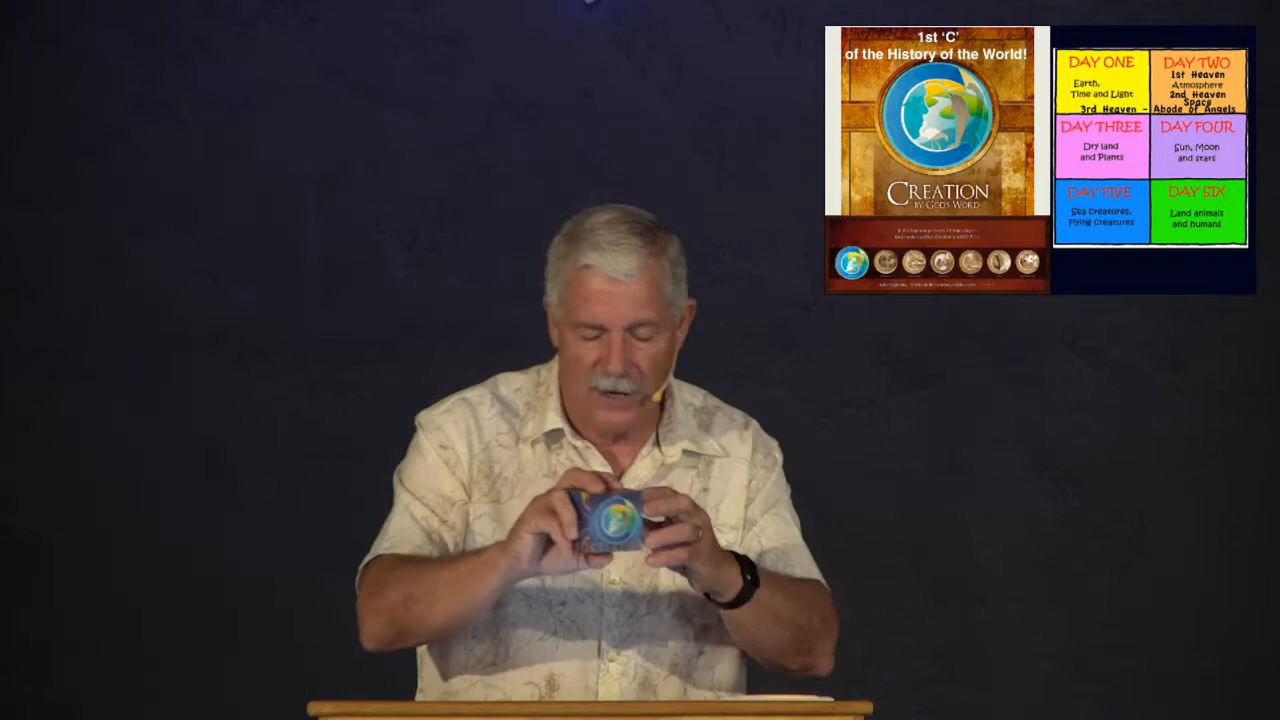 1st ‘C’
of the History of the World!
CREATION
BY GOD'S WORD
DAY ONE
Earth,
Time and Light
DAY TWO
1st Heaven
Atmosphere
2nd Heaven
Space
3rd Heaven - Abode of Angels
DAY THREE
Dry land
and Plants
DAY FOUR
Sun, Moon
and stars
DAY FIVE
Sea creatures,
Flying creatures
DAY SIX
Land animals
and humans